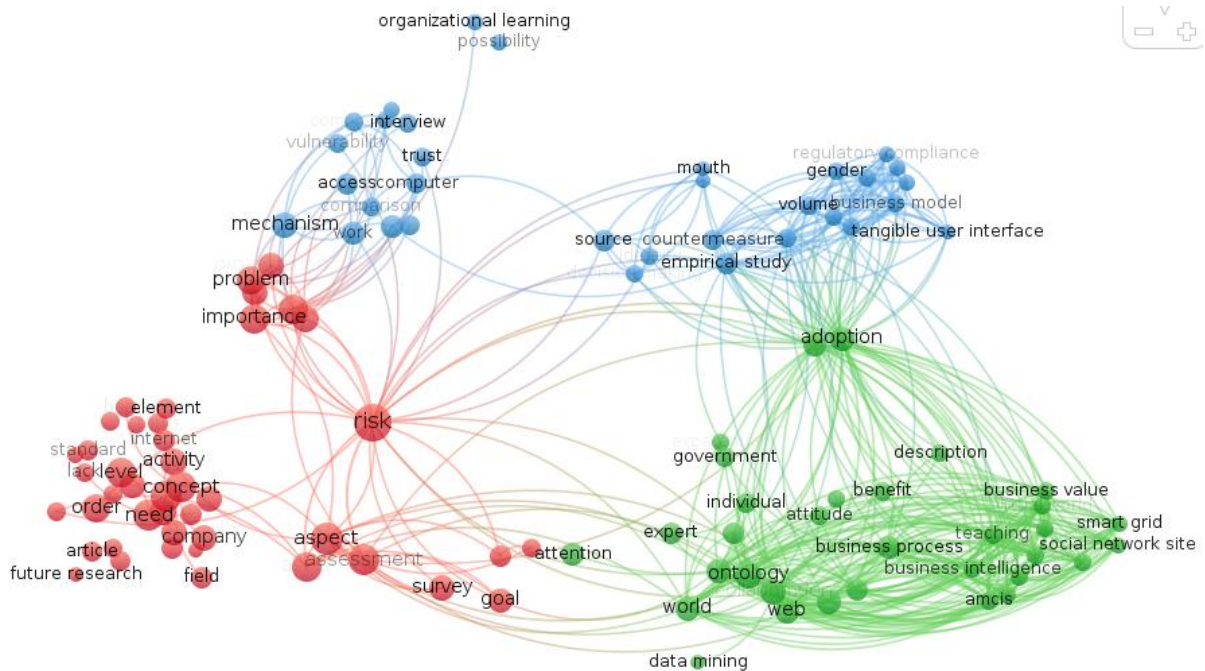 organizational learning
possibility
interview
vulnerability
trust
access
computer
comparison
mechanism
work
mouth
regulatory compliance
gender
volume
business model
tangible user interface
source
countermeasure
empirical study
problem
importance
adoption
risk
element
internet
standard
activity
lack
level
concept
order
need
company
article
future research
field
aspect
assessment
survey
goal
attention
government
description
individual
benefit
attitude
business value
expert
teaching
smart grid
social network site
business process
business intelligence
ontology
world
web
amcis
data mining